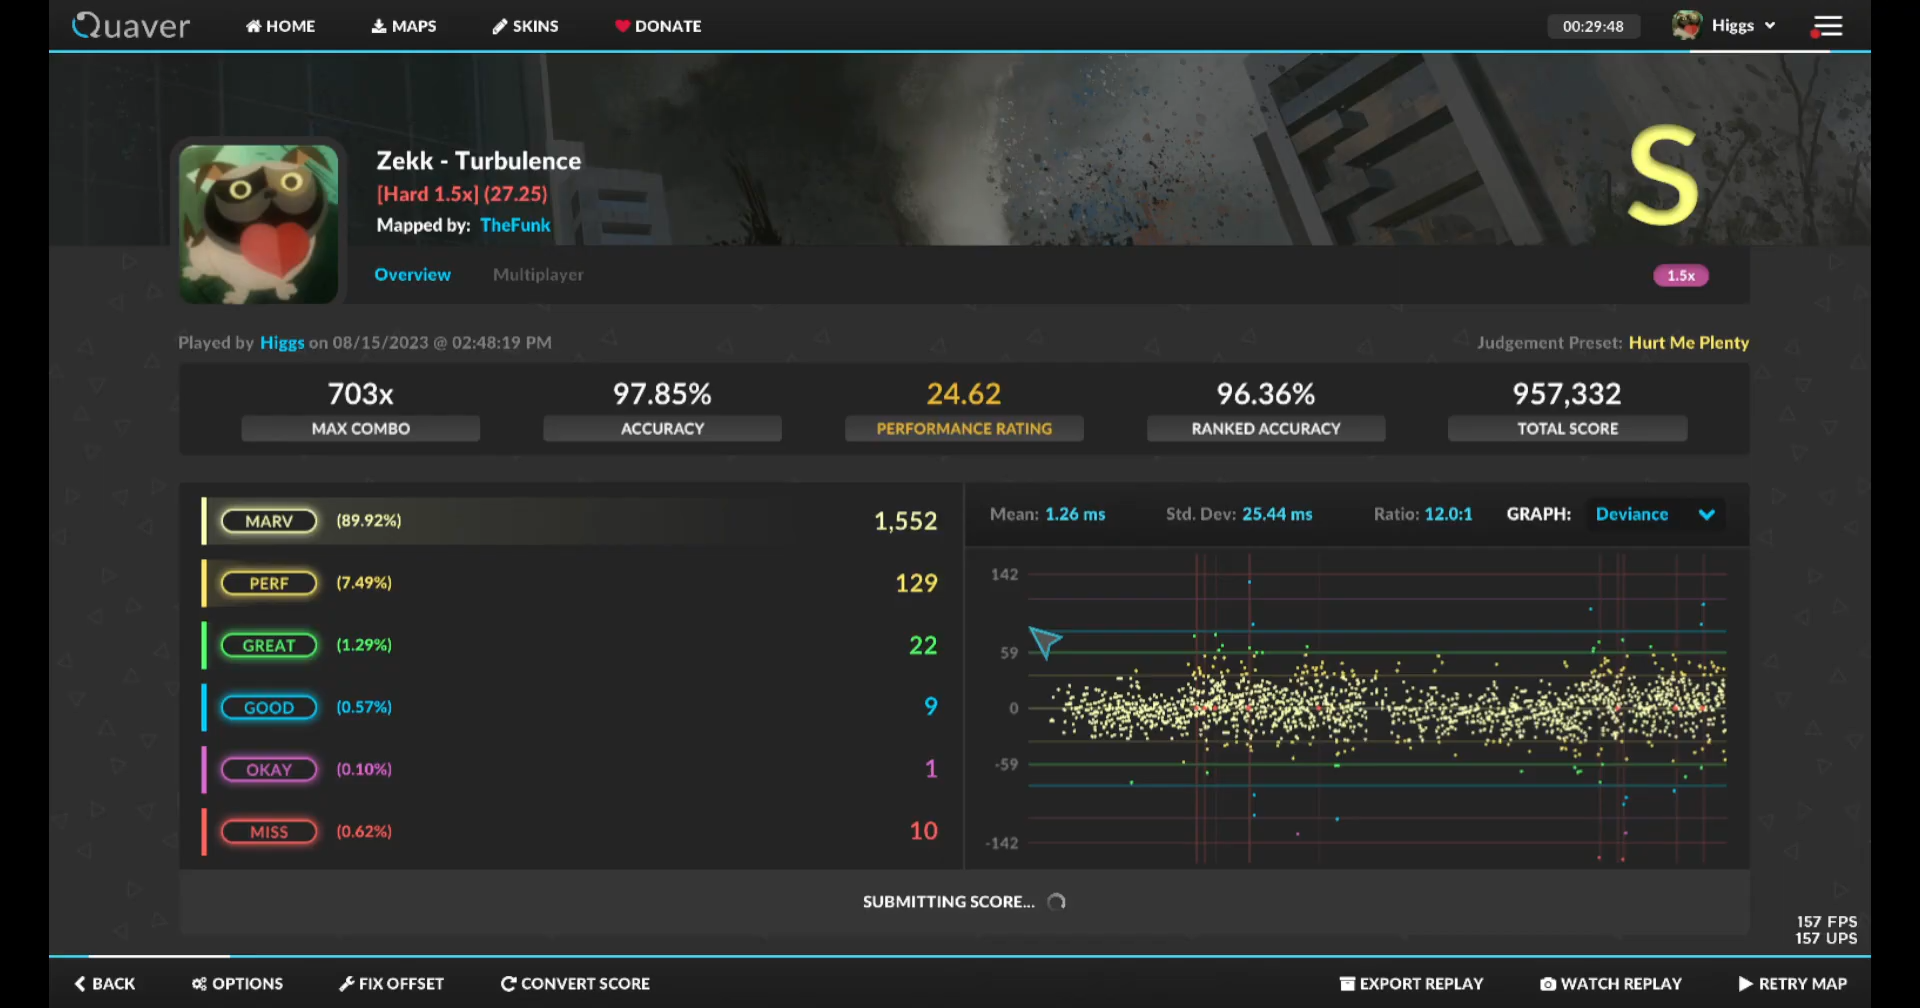 Quaver
HOME
MAPS
SKINS
DONATE
00:29:48
Higgs
Zekk - Turbulence
[Hard 1.5x] (27.25)
Mapped by: TheFunk
S
Overview
Multiplayer
1.5x
Played by Higgs on 08/15/2023 @ 02:48:19 PM
Judgement Preset: Hurt Me Plenty
703x
MAX COMBO
97.85%
ACCURACY
24.62
PERFORMANCE RATING
96.36%
RANKED ACCURACY
957,332
TOTAL SCORE
MARV (89.92%) 1,552
PERF (7.49%) 129
GREAT (1.29%) 22
GOOD (0.57%) 9
OKAY (0.10%) 1
MISS (0.62%) 10
Mean: 1.26 ms
Std. Dev: 25.44 ms
Ratio: 12.0:1
GRAPH: Deviance
142
59
0
-59
-142
SUBMITTING SCORE...
157 FPS
157 UPS
BACK
OPTIONS
FIX OFFSET
CONVERT SCORE
EXPORT REPLAY
WATCH REPLAY
RETRY MAP